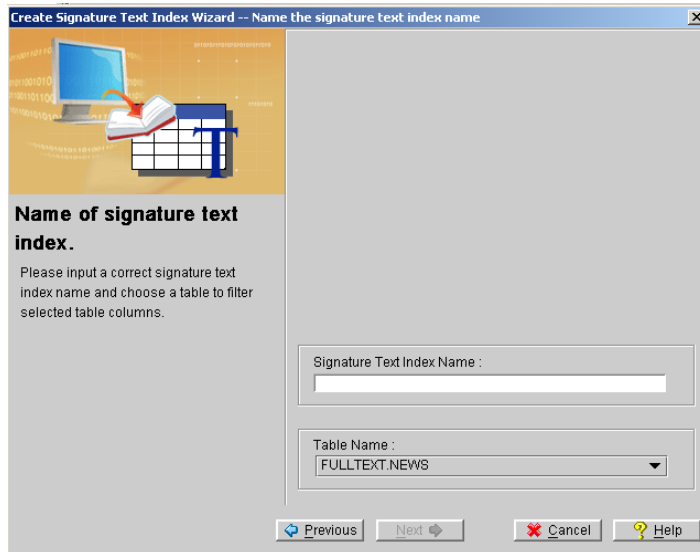 Create Signature Text Index Wizard -- Name the signature text index name
Name of signature text
index.
Please input a correct signature text
index name and choose a table to filter
selected table columns.
Signature Text Index Name :
Table Name :
FULLTEXT.NEWS
Previous
Next
Cancel
Help